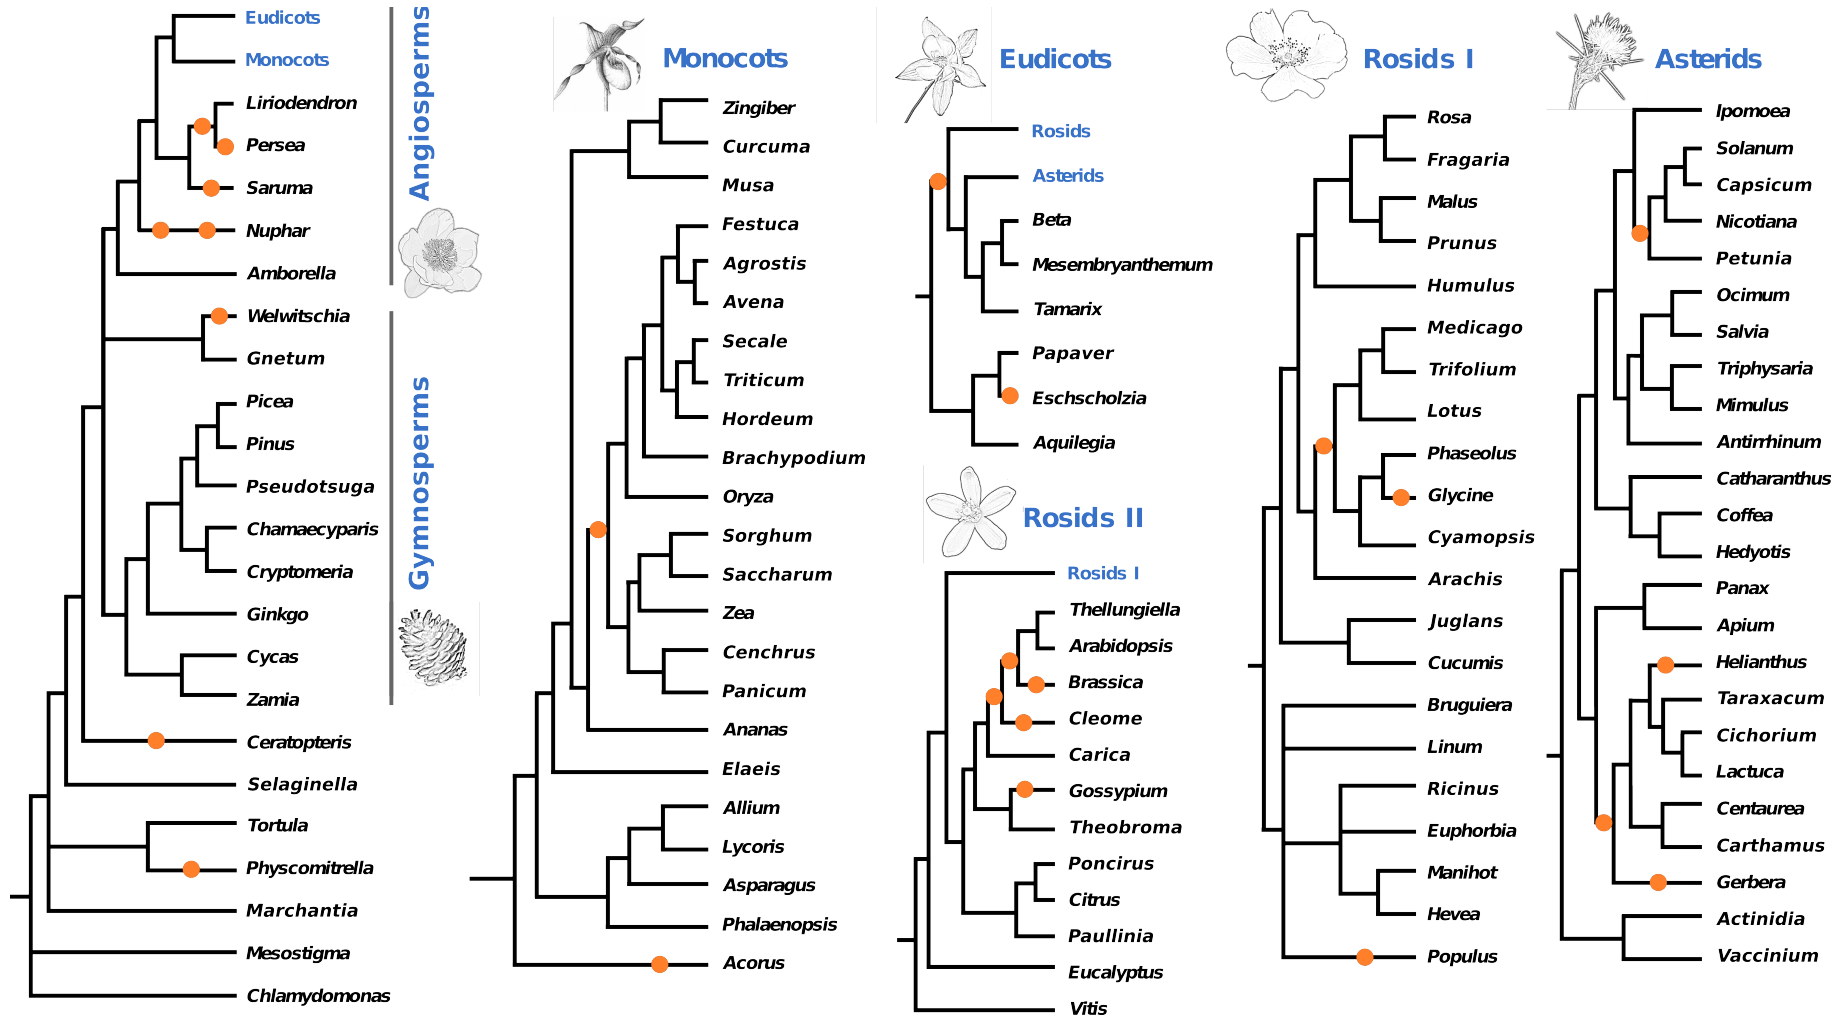 Eudicots
Monocots
Liriodendron
Persea
Saruma
Nuphar
Amborella
Angiosperms
Welwitschia
Gnetum
Picea
Pinus
Pseudotsuga
Chamaecyparis
Cryptomeria
Ginkgo
Cycas
Zamia
Gymnosperms
Ceratopteris
Selaginella
Tortula
Physcomitrella
Marchantia
Mesostigma
Chlamydomonas
Monocots
Zingiber
Curcuma
Musa
Festuca
Agrostis
Avena
Secale
Triticum
Hordeum
Brachypodium
Oryza
Sorghum
Saccharum
Zea
Cenchrus
Panicum
Ananas
Elaeis
Allium
Lycoris
Asparagus
Phalaenopsis
Acorus
Eudicots
Rosids
Asterids
Beta
Mesembryanthemum
Tamarix
Papaver
Eschscholzia
Aquilegia
Rosids II
Rosids I
Thellungiella
Arabidopsis
Brassica
Cleome
Carica
Gossypium
Theobroma
Poncirus
Citrus
Paullinia
Eucalyptus
Vitis
Rosids I
Rosa
Fragaria
Malus
Prunus
Humulus
Medicago
Trifolium
Lotus
Phaseolus
Glycine
Cyamopsis
Arachis
Juglans
Cucumis
Bruguiera
Linum
Ricinus
Euphorbia
Manihot
Hevea
Populus
Asterids
Ipomoea
Solanum
Capsicum
Nicotiana
Petunia
Ocimum
Salvia
Triphysaria
Mimulus
Antirrhinum
Catharanthus
Coffea
Hedyotis
Panax
Apium
Helianthus
Taraxacum
Cichorium
Lactuca
Centaurea
Carthamus
Gerbera
Actinidia
Vaccinium